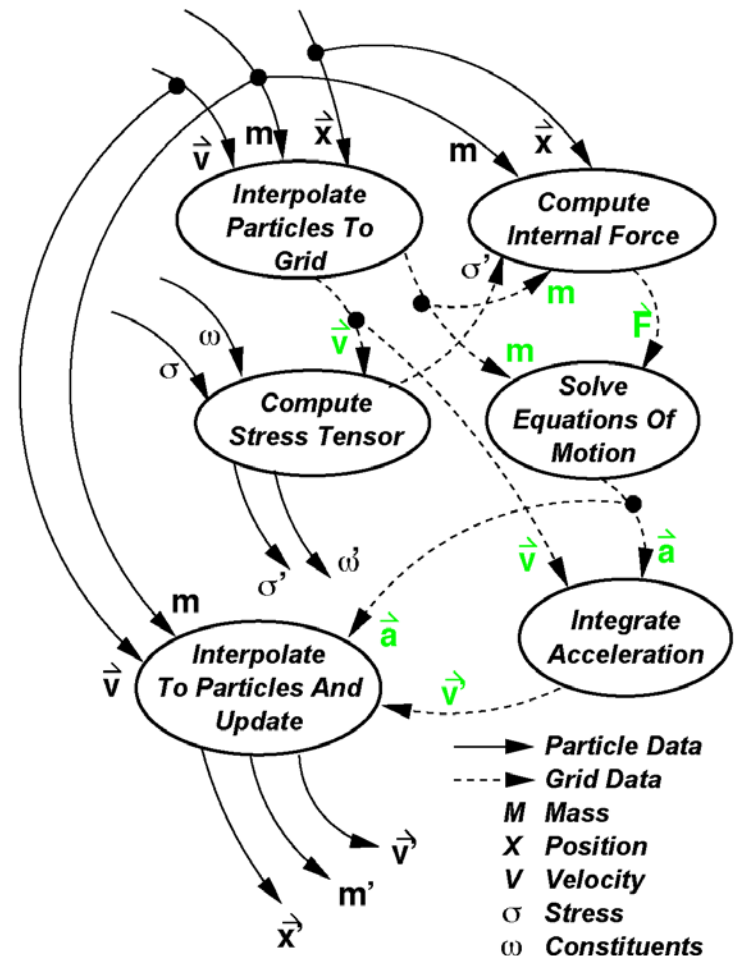 v⃗
m
x⃗
m
x⃗
Interpolate
Particles To
Grid
Compute
Internal Force
σ'
m
F⃗
ω
σ
v⃗
m
Compute
Stress Tensor
Solve
Equations Of
Motion
σ'
ω'
v⃗
a⃗
m
v⃗
a⃗
Integrate
Acceleration
Interpolate
To Particles And
Update
v⃗'
Particle Data
Grid Data
M Mass
X Position
V Velocity
σ Stress
ω Constituents
v⃗'
m'
x⃗'